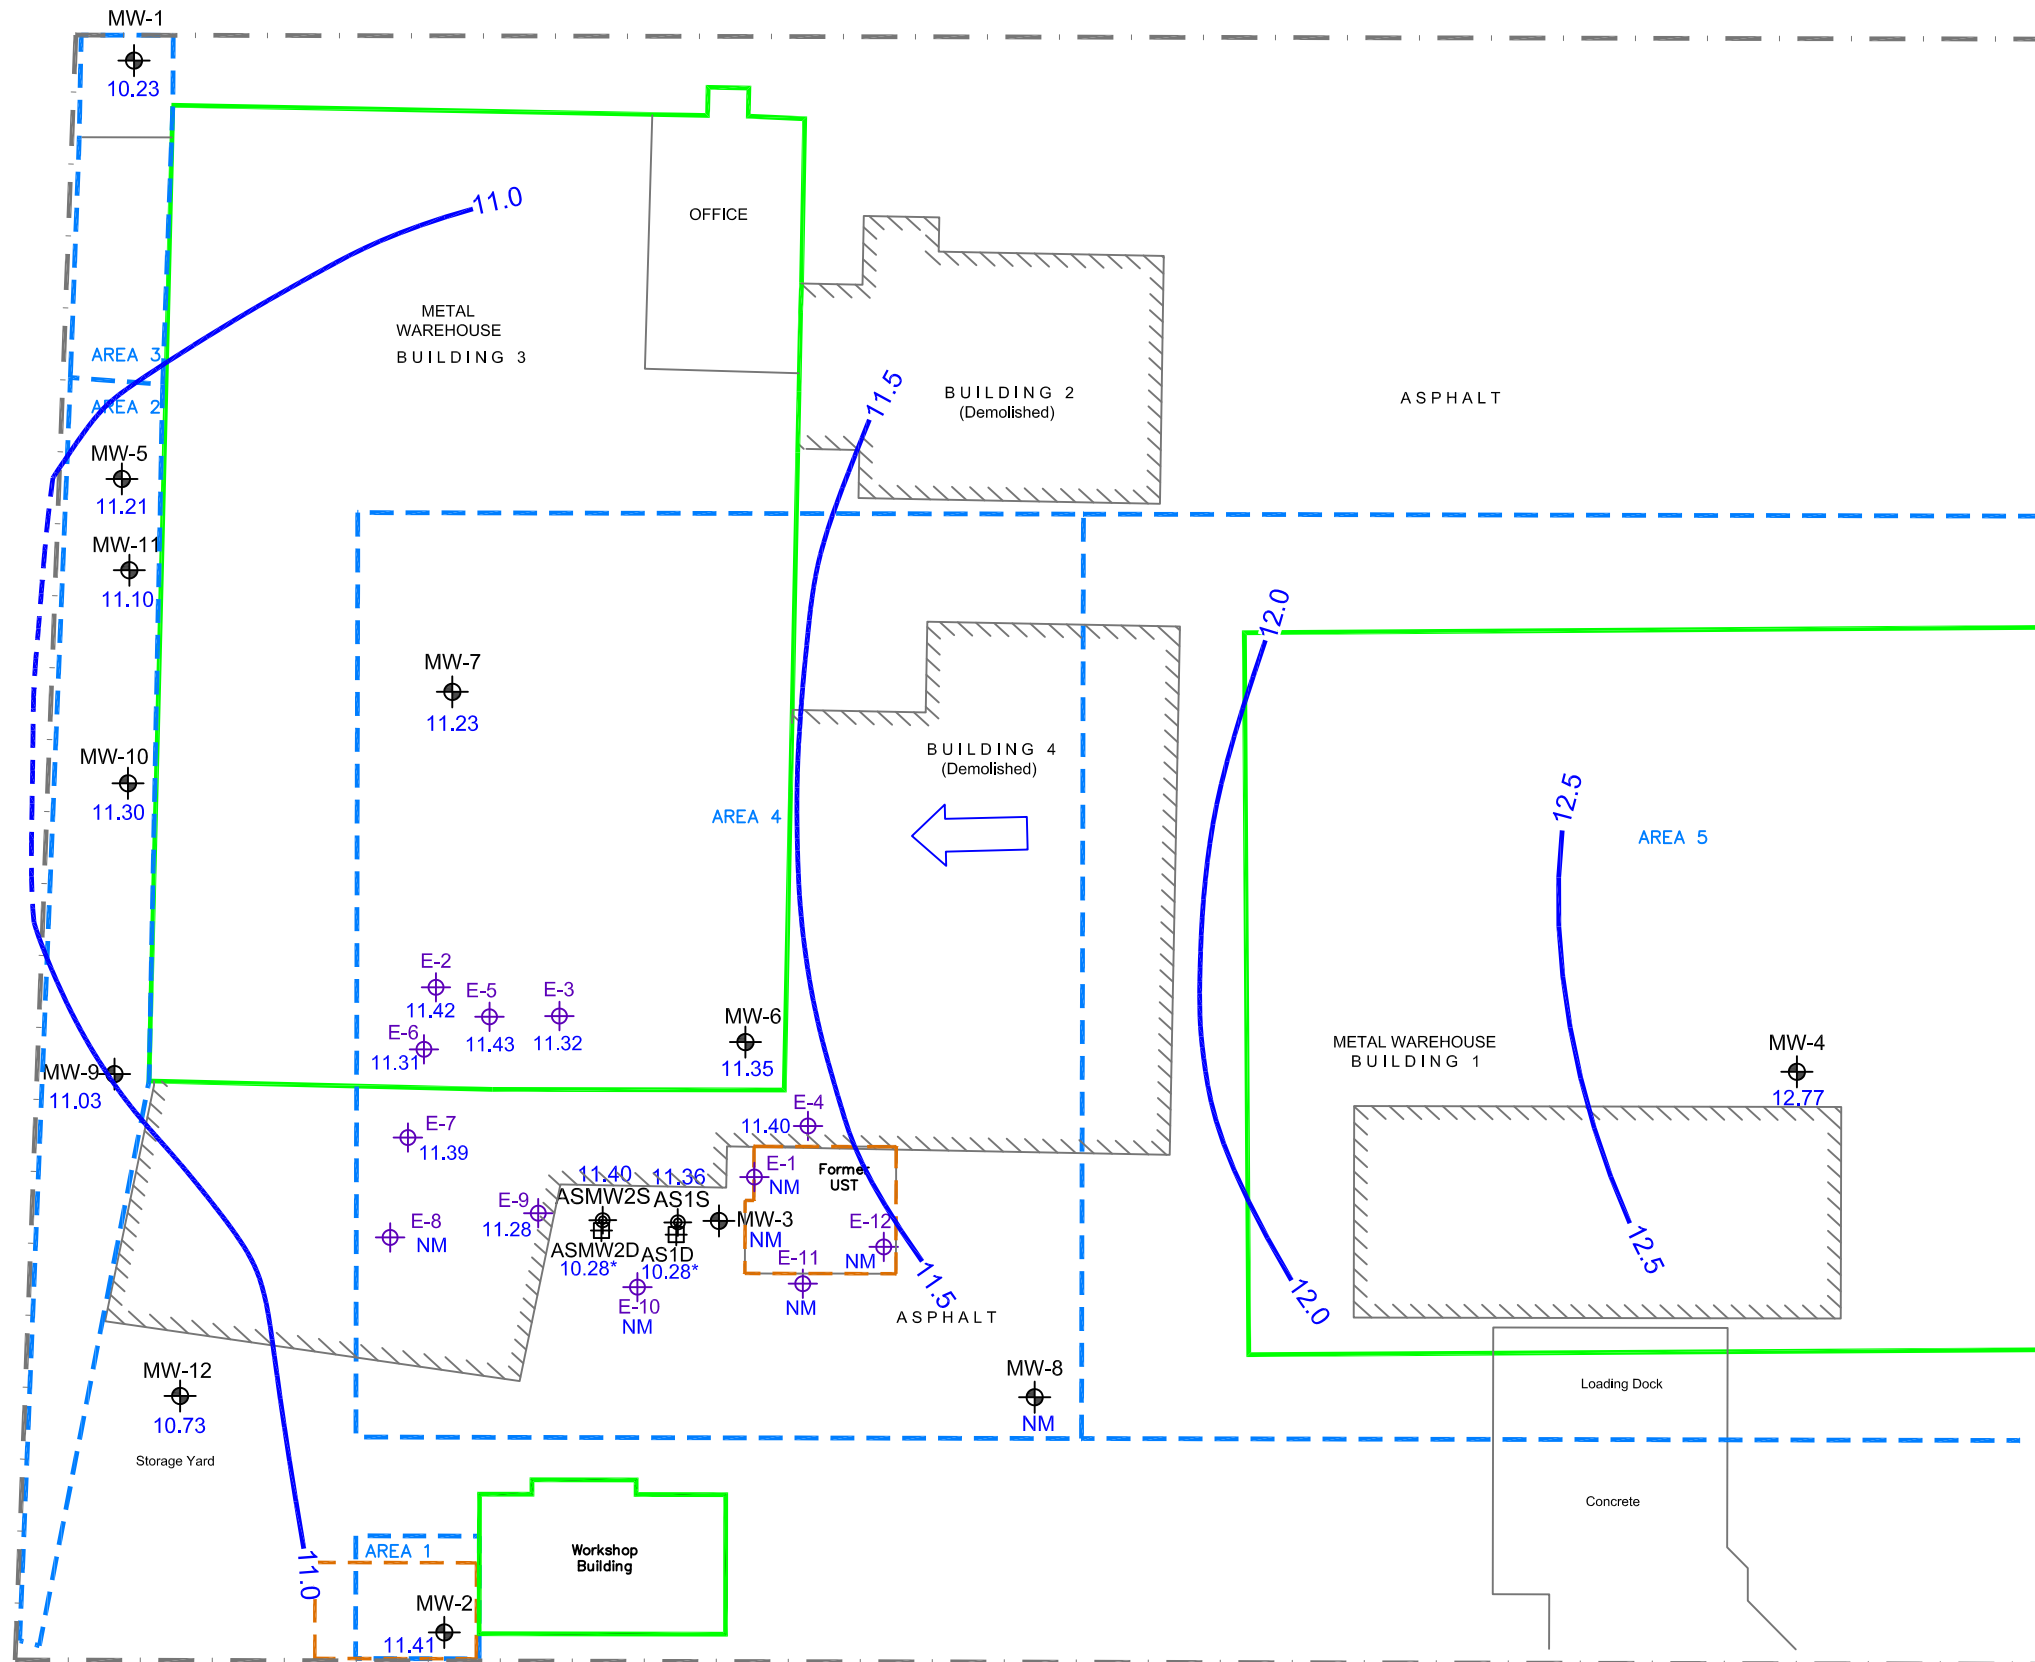 MW-1
10.23
11.0
OFFICE
METAL
WAREHOUSE
BUILDING 3
AREA 3
AREA 2
11.5
BUILDING 2
(Demolished)
ASPHALT
MW-5
11.21
MW-11
11.10
12.0
MW-7
11.23
MW-10
11.30
BUILDING 4
(Demolished)
AREA 4
12.5
AREA 5
E-2
11.42
E-5
11.43
E-3
11.32
E-6
11.31
MW-6
11.35
METAL WAREHOUSE
BUILDING 1
MW-4
12.77
MW-9
11.03
E-7
11.39
E-4
11.40
E-1
NM
Former
UST
11.40
ASMW2S
11.36
AS1S
E-9
11.28
MW-3
NM
E-8
NM
ASMW2D
10.28*
AS1D
10.28*
E-12
NM
E-11
NM
E-10
NM
11.5
12.0
12.5
ASPHALT
MW-12
10.73
Storage Yard
MW-8
NM
Loading Dock
Concrete
11.0
AREA 1
Workshop
Building
MW-2
11.41